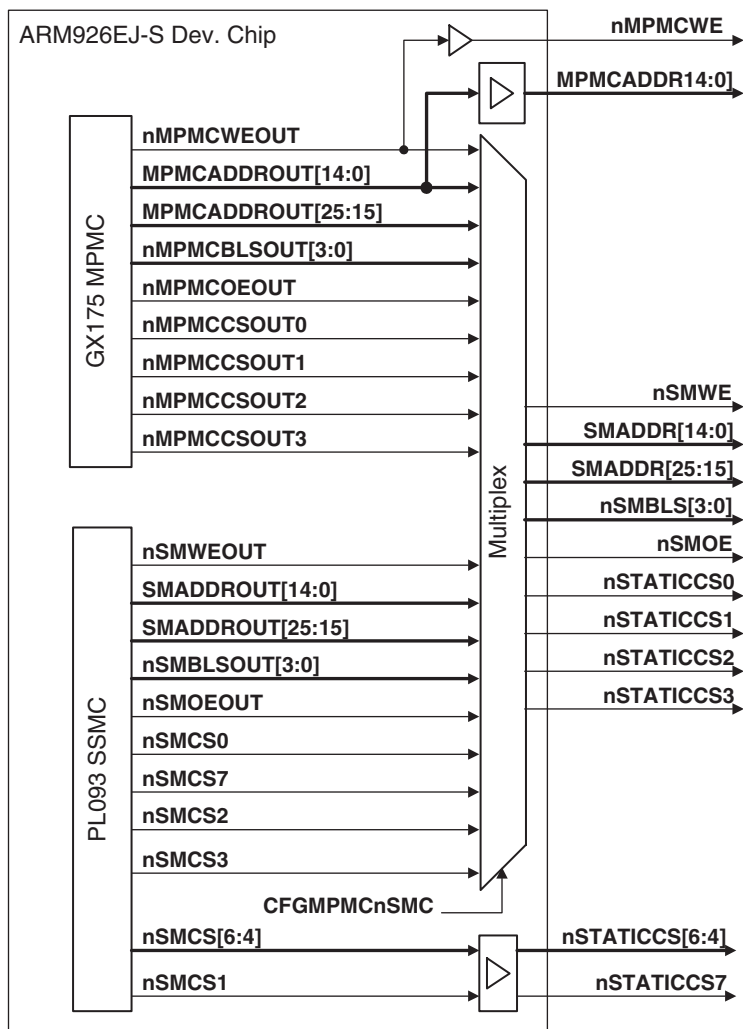 ARM926EJ-S Dev. Chip
nMPMCWE
MPMCADDR14:0]
GX175 MPMC
nMPMCWEOUT
MPMCADDROUT[14:0]
MPMCADDROUT[25:15]
nMPMCBLSOUT[3:0]
nMPMCOEOUT
nMPMCCSOUT0
nMPMCCSOUT1
nMPMCCSOUT2
nMPMCCSOUT3
Multiplex
nSMWE
SMADDR[14:0]
SMADDR[25:15]
nSMBLS[3:0]
nSMOE
nSTATICCS0
nSTATICCS1
nSTATICCS2
nSTATICCS3
PL093 SSMC
nSMWEOUT
SMADDROUT[14:0]
SMADDROUT[25:15]
nSMBLSOUT[3:0]
nSMOEOUT
nSMCS0
nSMCS7
nSMCS2
nSMCS3
CFGMPMCnSMC
nSMCS[6:4]
nSMCS1
nSTATICCS[6:4]
nSTATICCS7